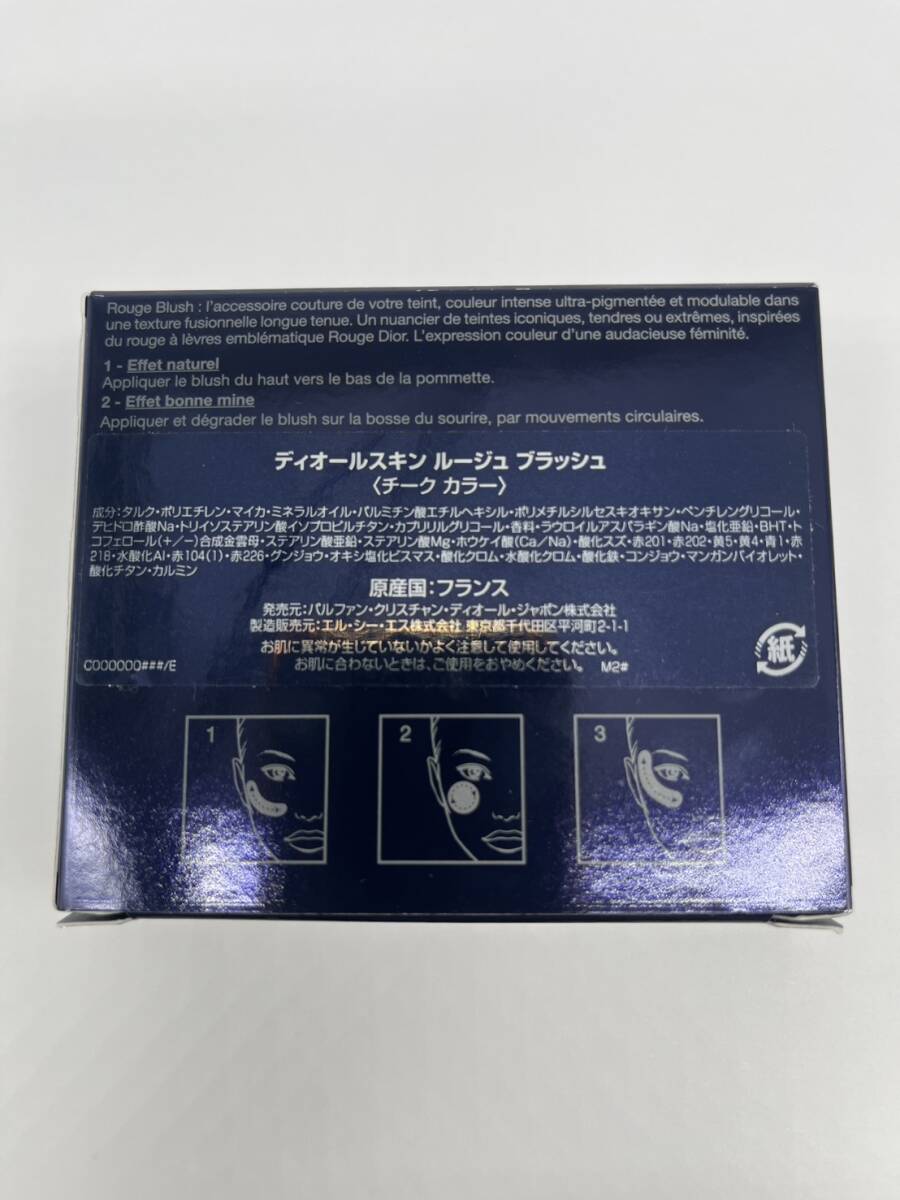 Rouge Blush : l'accessoire couture de votre teint, couleur intense ultra-pigmentée et modulable dans
une texture fusionnelle longue tenue. Un nuancier de teintes iconiques, tendres ou extrêmes, inspirées
du rouge à lèvres emblématique Rouge Dior. L'expression couleur d'une audacieuse féminité.
1 - Effet naturel
Appliquer le blush du haut vers le bas de la pommette.
2 - Effet bonne mine
Appliquer et dégrader le blush sur la bosse du sourire, par mouvements circulaires.
ディオールスキン ルージュ ブラッシュ
〈チーク カラー〉
成分:タルク・ポリエチレン・マイカ・ミネラルオイル・パルミチン酸エチルヘキシル・ポリメチルシルセスキオキサン・ペンチレングリコール・
デヒドロ酢酸Na・トリイソステアリン酸イソプロピルチタン・カプリリルグリコール・香料・ラウロイルアスパラギン酸Na・塩化亜鉛・BHT・ト
コフェロール(+/−)合成金雲母・ステアリン酸亜鉛・ステアリン酸Mg・ホウケイ酸(Ca/Na)・酸化スズ・赤201・赤202・黄5・黄4・青1・赤
218・水酸化Al・赤104(1)・赤226・グンジョウ・オキシ塩化ビスマス・酸化クロム・水酸化クロム・酸化鉄・コンジョウ・マンガンバイオレット・
酸化チタン・カルミン
原産国:フランス
発売元:パルファン・クリスチャン・ディオール・ジャポン株式会社
製造販売元:エル・シー・エス株式会社 東京都千代田区平河町2-1-1
お肌に異常が生じていないかよく注意して使用してください。
お肌に合わないときは、ご使用をおやめください。
C000000###/E
M2#
紙
1
2
3